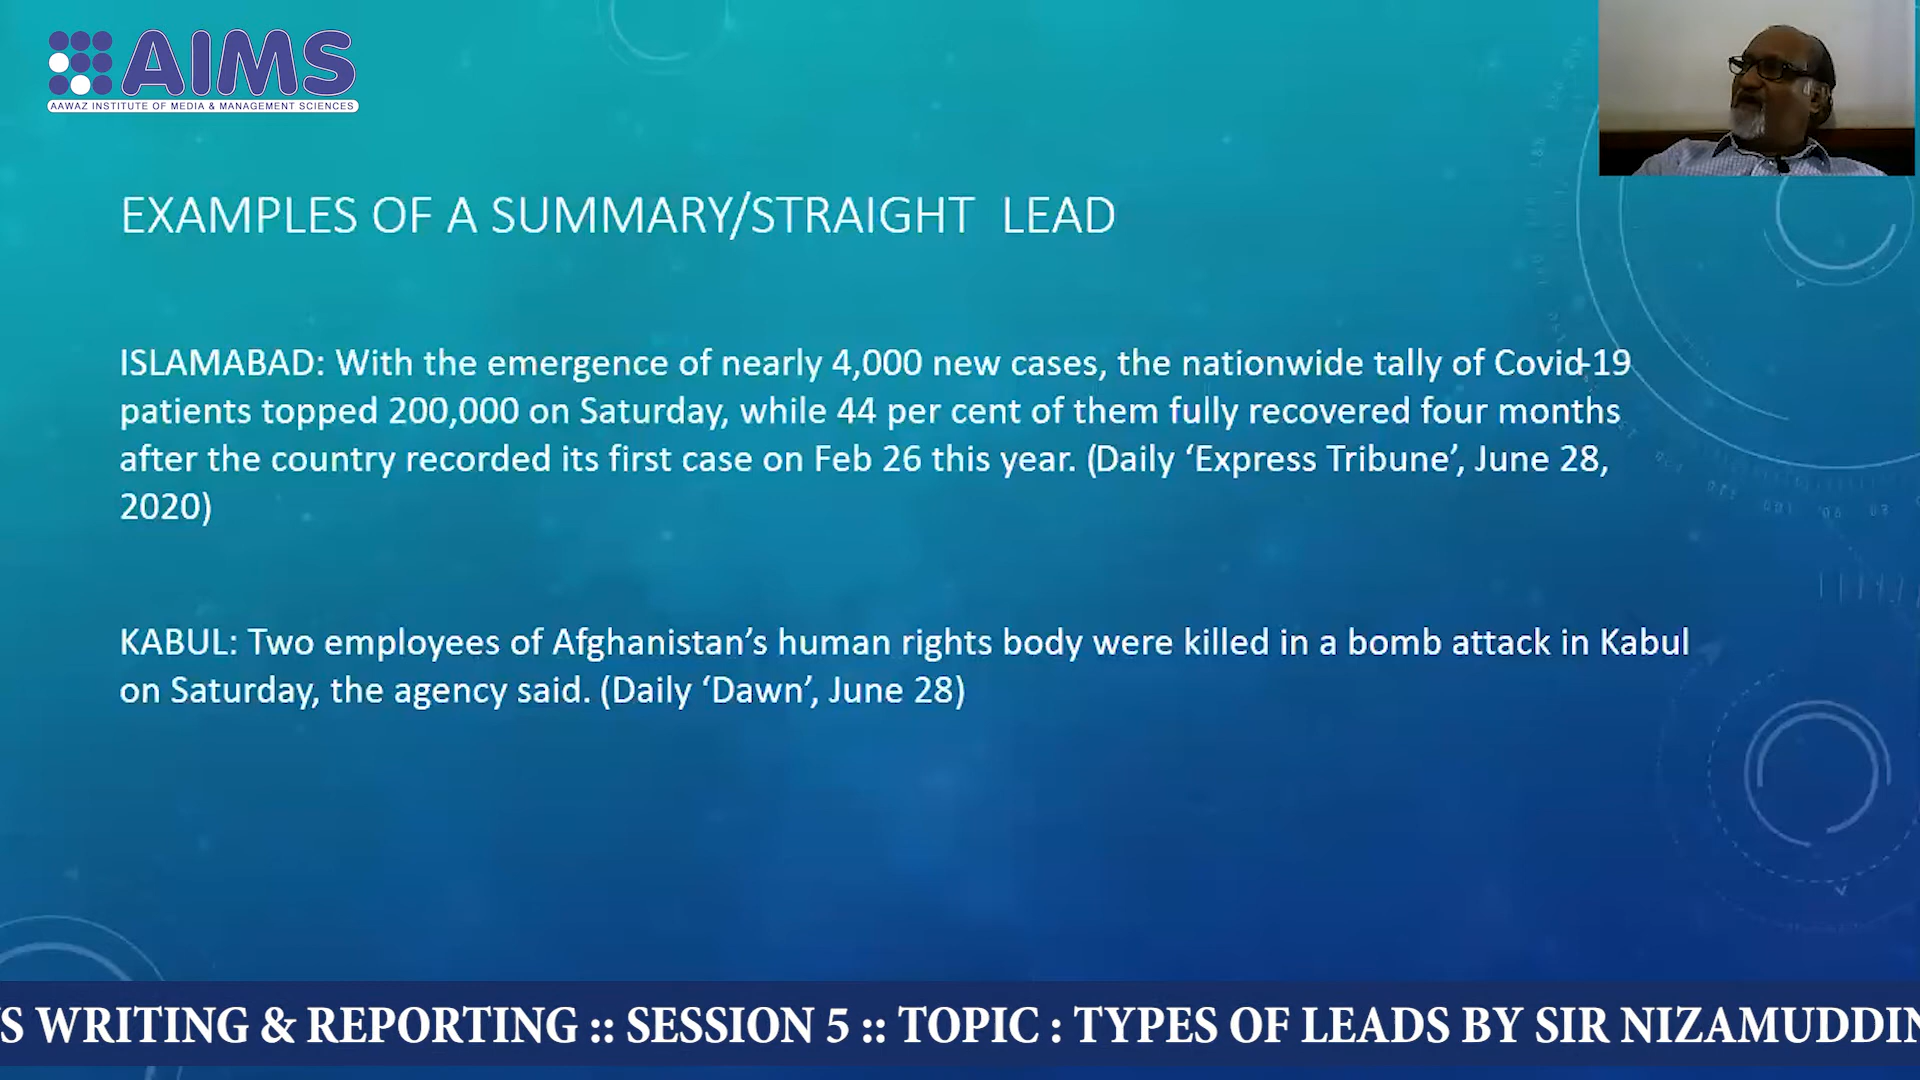 AIMS
AAWAZ INSTITUTE OF MEDIA & MANAGEMENT SCIENCES
EXAMPLES OF A SUMMARY/STRAIGHT LEAD
ISLAMABAD: With the emergence of nearly 4,000 new cases, the nationwide tally of Covid-19
patients topped 200,000 on Saturday, while 44 per cent of them fully recovered four months
after the country recorded its first case on Feb 26 this year. (Daily ‘Express Tribune’, June 28,
2020)
KABUL: Two employees of Afghanistan’s human rights body were killed in a bomb attack in Kabul
on Saturday, the agency said. (Daily ‘Dawn’, June 28)
S WRITING & REPORTING :: SESSION 5 :: TOPIC : TYPES OF LEADS BY SIR NIZAMUDDIN